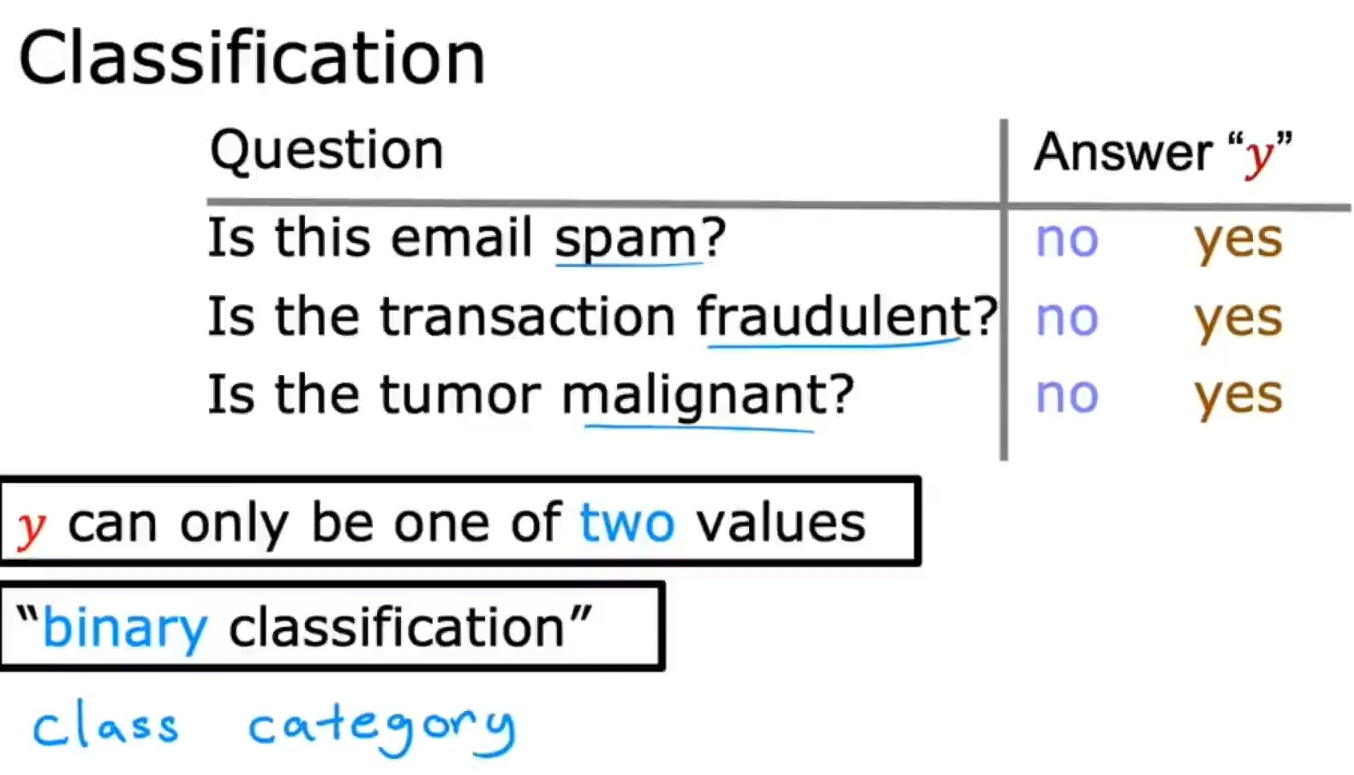 Classification
Question Answer “y”
Is this email spam? no yes
Is the transaction fraudulent? no yes
Is the tumor malignant? no yes
y can only be one of two values
“binary classification”
class category